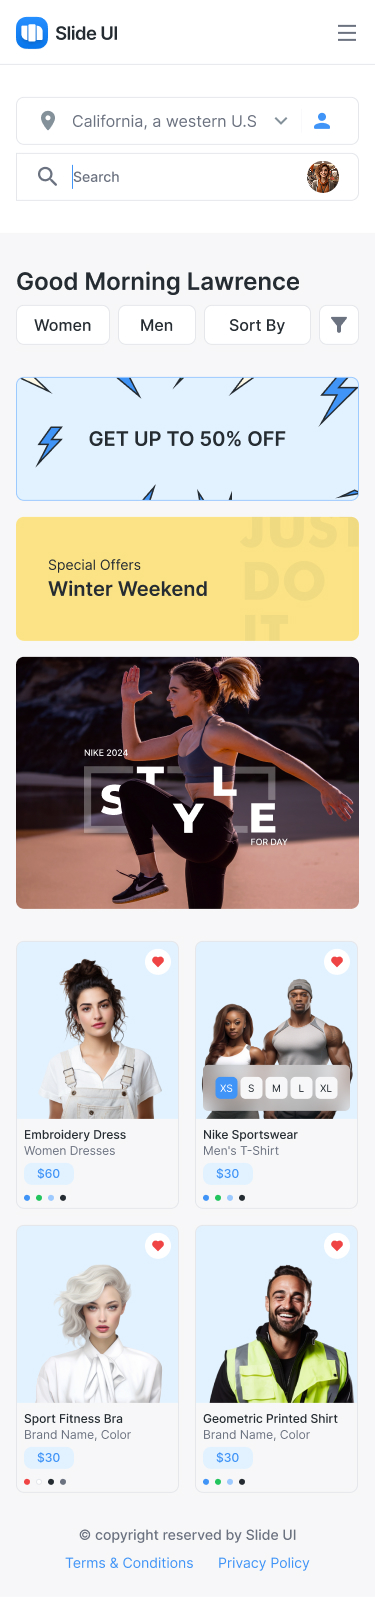 Slide UI
California, a western U.S
Search
Good Morning Lawrence
Women
Men
Sort By
GET UP TO 50% OFF
JUST
DO
IT
Special Offers
Winter Weekend
NIKE 2024
STYLE
FOR DAY
XS S M L XL
Embroidery Dress
Women Dresses
$60
Nike Sportswear
Men's T-Shirt
$30
Sport Fitness Bra
Brand Name, Color
$30
Geometric Printed Shirt
Brand Name, Color
$30
© copyright reserved by Slide UI
Terms & Conditions
Privacy Policy